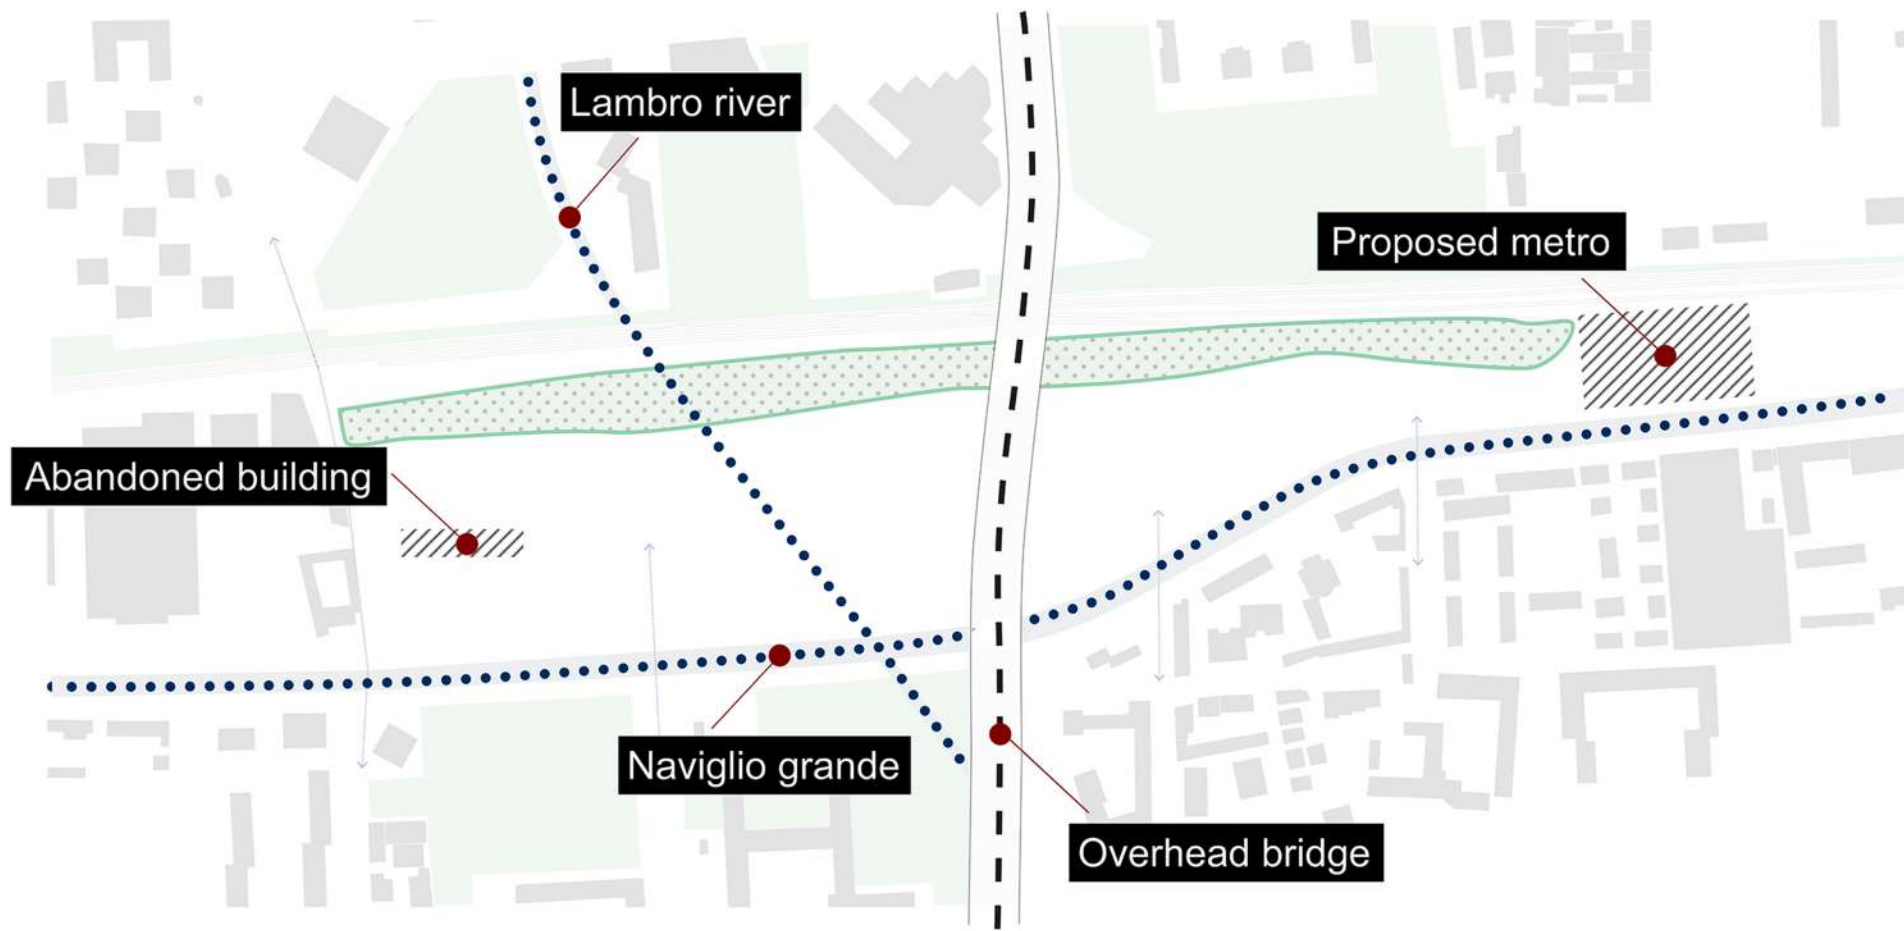 Lambro river
Proposed metro
Abandoned building
Naviglio grande
Overhead bridge